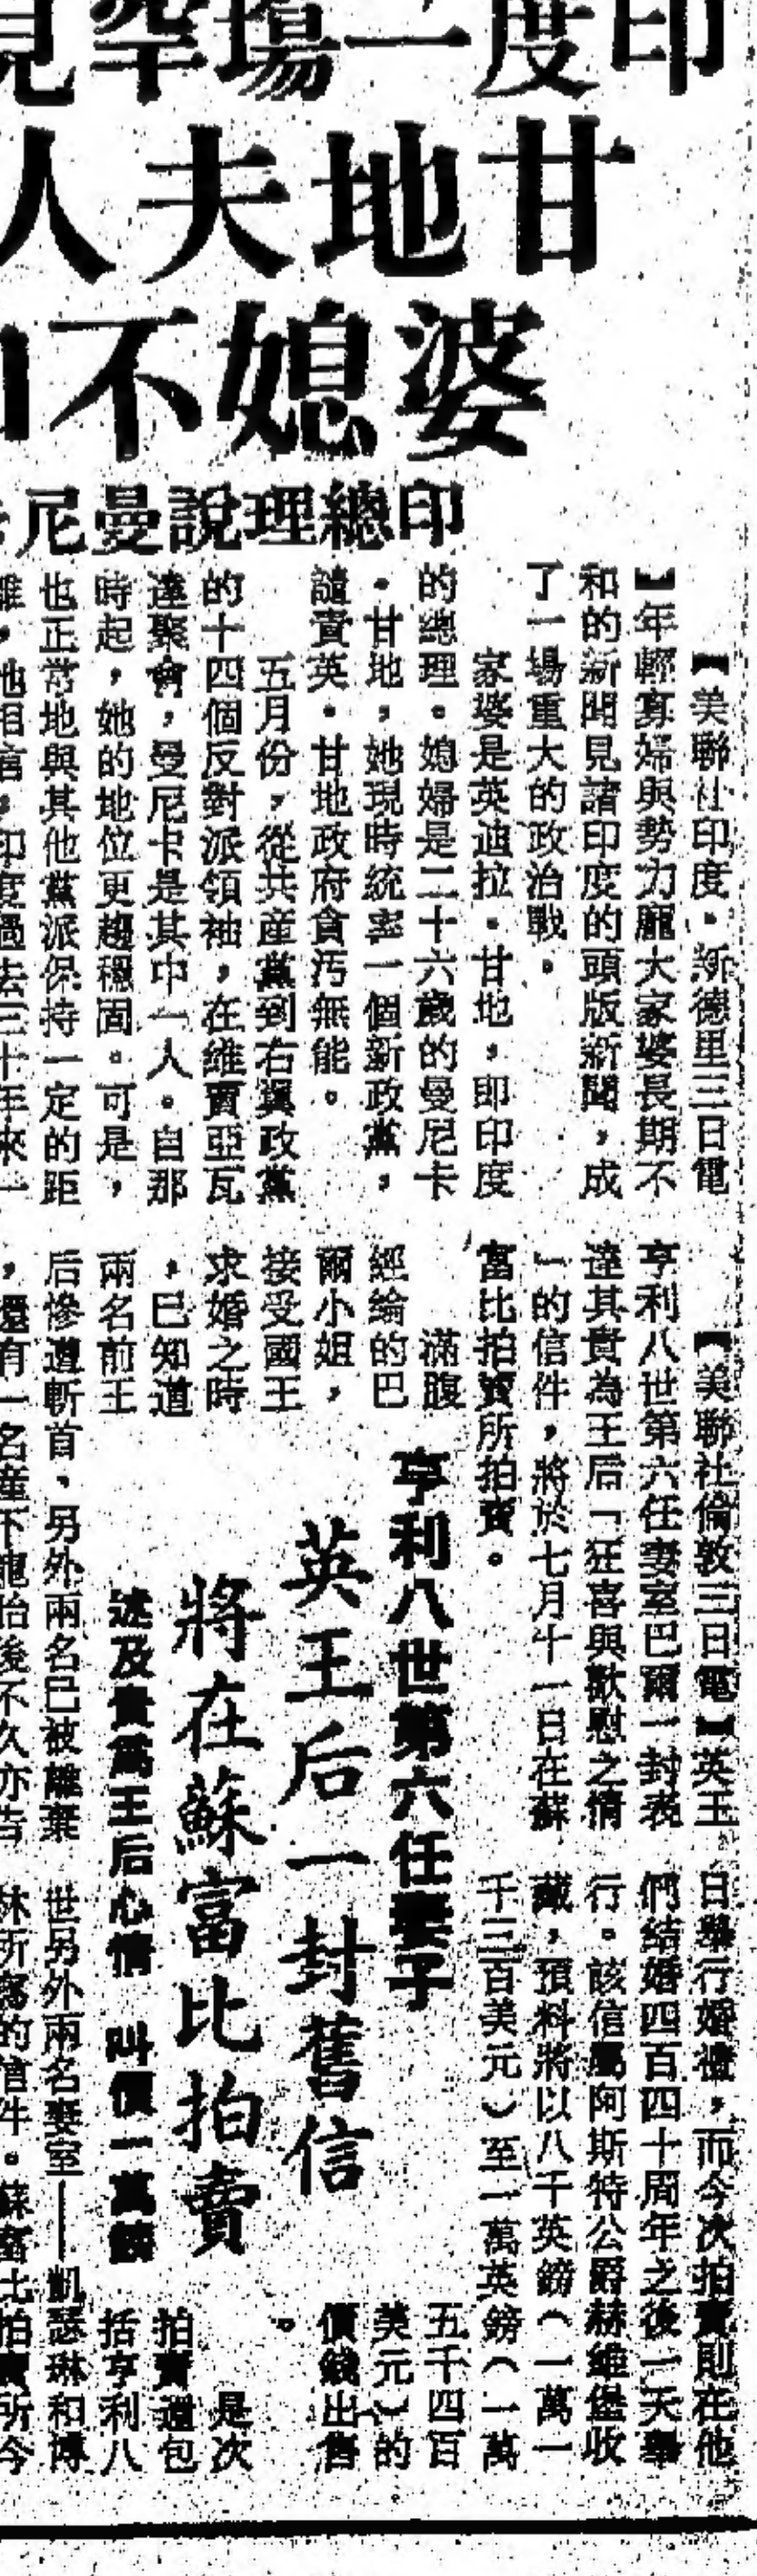 印度一場罕見
甘地夫人
婆媳不和
印總理說曼尼卡
【美聯社印度·新德里三日電
】年輕寡婦與勢力龐大家婆長期不
和的新聞見諸印度的頭版新聞，成
了一場重大的政治戰。
家婆是英迪拉·甘地，即印度
的總理。媳婦是二十六歲的曼尼卡
·甘地，她現時統率一個新政黨，
譴責英·甘地政府貪污無能。
五月份，從共產黨到右翼政黨
的十四個反對派領袖，在維賈亞瓦
達聚會，曼尼卡是其中一人。自那
時起，她的地位更趨穩固。可是，
也正常地與其他黨派保持一定的距
離，她相信，印度過去三十年來一
【美聯社倫敦三日電】英王
亨利八世第六任妻室巴爾一封表
達其貴為王后「狂喜與歡慰之情
」的信件，將於七月十一日在蘇
富比拍賣所拍賣。
亨利八世第六任妻子
英王后一封舊信
將在蘇富比拍賣
述及貴為王后心情 叫價一萬鎊
滿腹
經綸的巴
爾小姐，
接受國王
求婚之時
，已知道
兩名前王
后慘遭斬首、另外兩名已被離棄
，還有一名產下龍胎後不久亦告
日舉行婚禮，而今次拍賣則在他
們結婚四百四十周年之後一天舉
行。該信屬阿斯特公爵赫維堡收
藏，預料將以八千英鎊（一萬一
千三百美元）至一萬英鎊（一萬
五千四百
美元）的
價錢出售
。
是次
拍賣還包
括亨利八
世另外兩名妻室——凱瑟琳和博
林所寫的信件。蘇富比拍賣所今